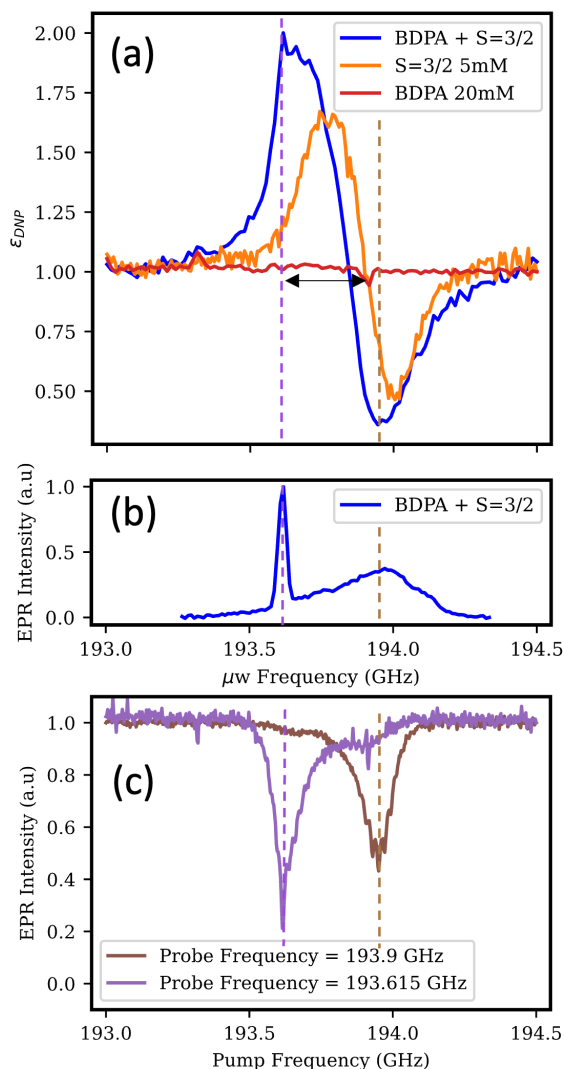 (a)
BDPA + S=3/2
S=3/2 5mM
BDPA 20mM
2.00
1.75
1.50
1.25
1.00
0.75
0.50
εDNP
(b)
BDPA + S=3/2
1.0
0.5
0.0
EPR Intensity (a.u)
193.0 193.5 194.0 194.5
μw Frequency (GHz)
(c)
1.0
0.8
0.6
0.4
0.2
0.0
EPR Intensity (a.u)
Probe Frequency = 193.9 GHz
Probe Frequency = 193.615 GHz
193.0 193.5 194.0 194.5
Pump Frequency (GHz)